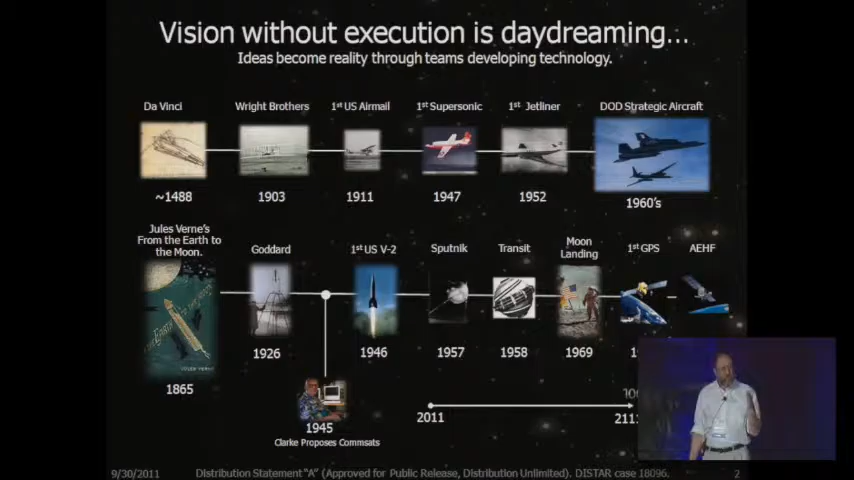 Vision without execution is daydreaming...
Ideas become reality through teams developing technology.
Da Vinci
Wright Brothers
1st US Airmail
1st Supersonic
1st Jetliner
DOD Strategic Aircraft
~1488
1903
1911
1947
1952
1960's
Jules Verne's
From the Earth to
the Moon.
Goddard
1st US V-2
Sputnik
Transit
Moon
Landing
1st GPS
AEHF
1926
1946
1957
1958
1969
1865
1945
Clarke Proposes Commsats
2011
9/30/2011
Distribution Statement "A" (Approved for Public Release, Distribution Unlimited). DISTAR case 18096.
2